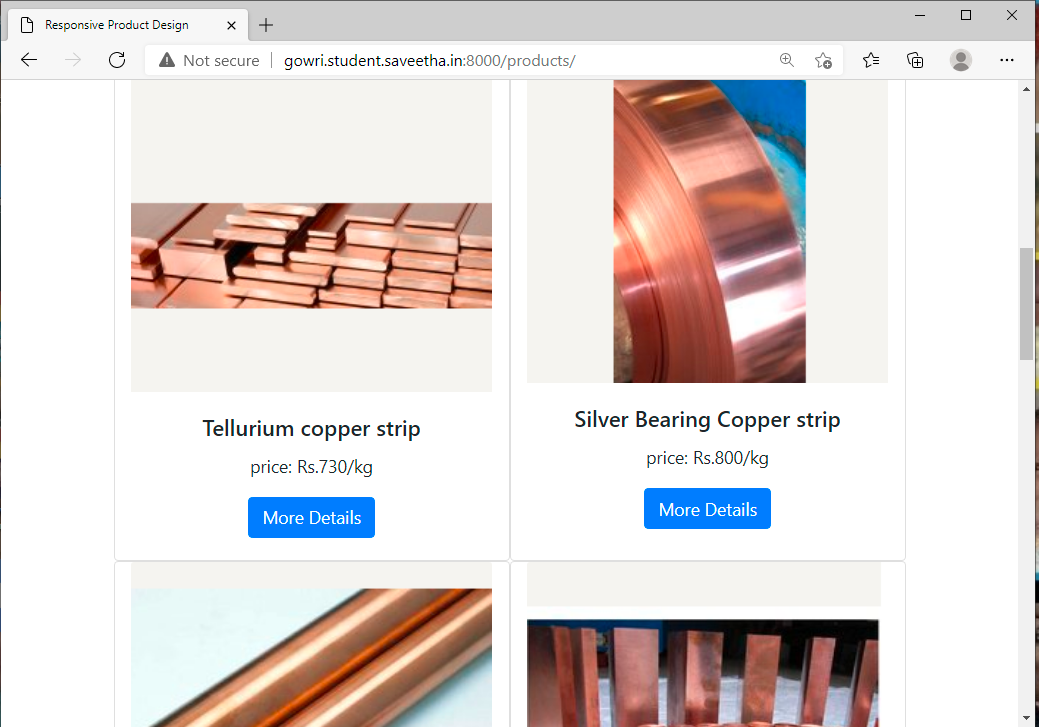 Responsive Product Design
Not secure | gowri.student.saveetha.in:8000/products/
Tellurium copper strip
price: Rs.730/kg
More Details
Silver Bearing Copper strip
price: Rs.800/kg
More Details